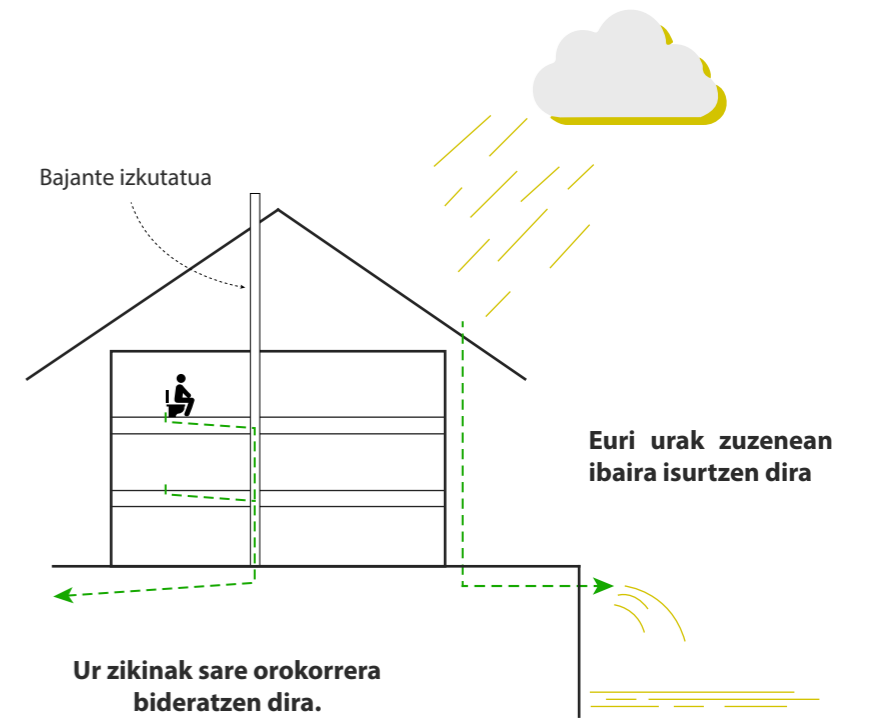 Bajante izkutatua
Euri urak zuzenean
ibaira isurtzen dira
Ur zikinak sare orokorrera
bideratzen dira.